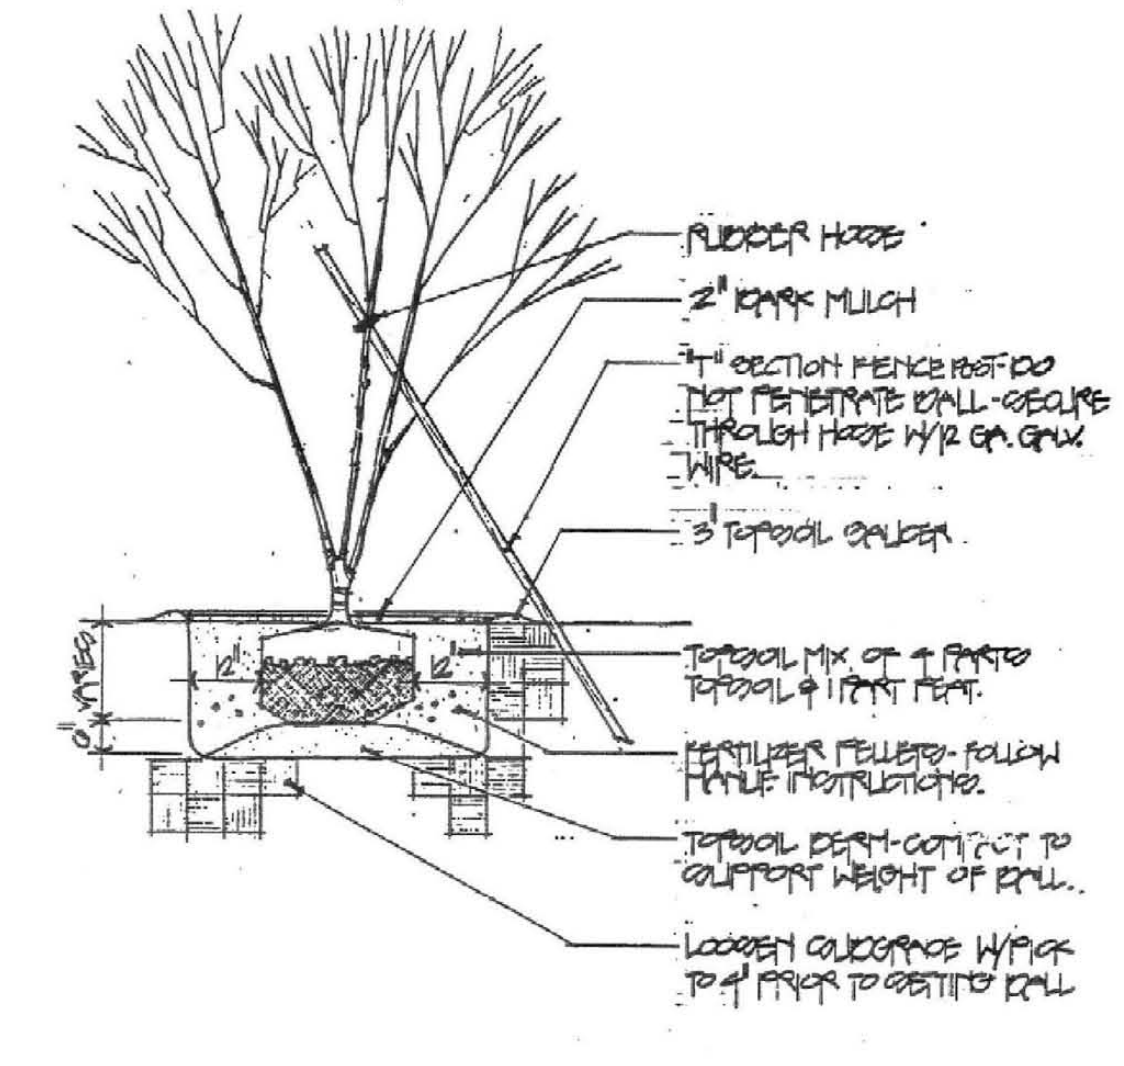 RUBBER HOSE
2" BARK MULCH
"T" SECTION FENCE POST-DO
NOT PENETRATE BALL-SECURE
THROUGH HOSE W/12 GA. GALV.
WIRE.
3" TOPSOIL SAUCER
TOPSOIL MIX OF 4 PARTS
TOPSOIL & 1 PART PEAT.
12"
12"
VARIES
FERTILIZER PELLETS-FOLLOW
MANUF. INSTRUCTIONS.
TOPSOIL BERM-COMPACT TO
SUPPORT WEIGHT OF BALL.
LOOSEN SUBGRADE W/PICK
TO 4" PRIOR TO SETTING BALL